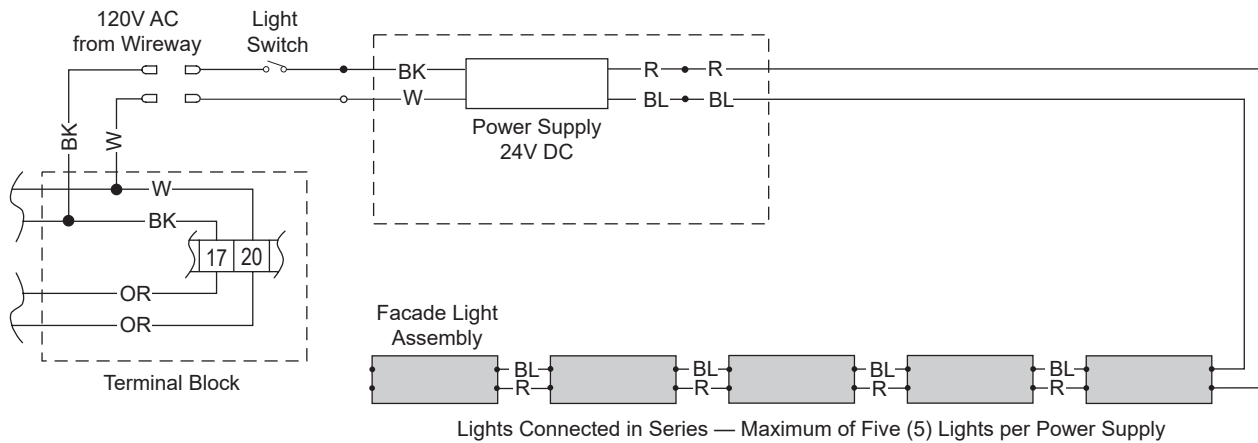 120V AC
from Wireway
Light
Switch
BK
R
R
W
BL
BL
Power Supply
24V DC
BK
W
W
BK
17
20
OR
OR
Terminal Block
Facade Light
Assembly
BL
BL
BL
BL
R
R
R
R
Lights Connected in Series — Maximum of Five (5) Lights per Power Supply